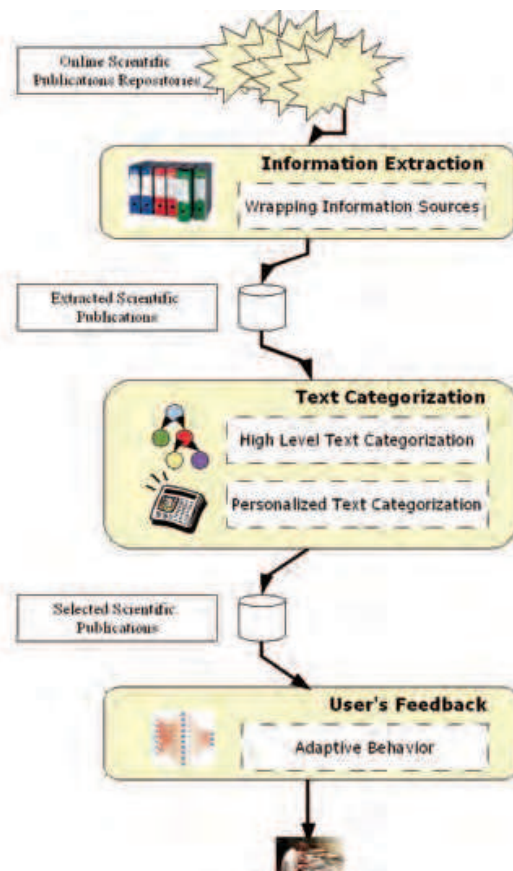 Online Scientific
Publications Repositories
Information Extraction
Wrapping Information Sources
Extracted Scientific
Publications
Text Categorization
High Level Text Categorization
Personalized Text Categorization
Selected Scientific
Publications
User's Feedback
Adaptive Behavior